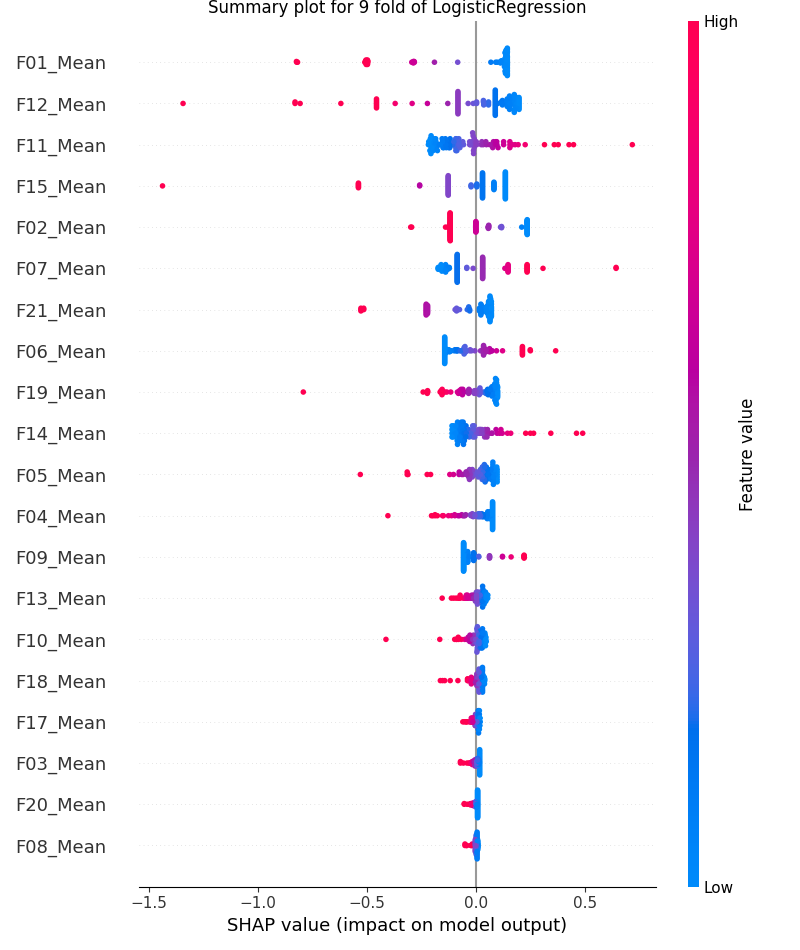 Summary plot for 9 fold of LogisticRegression
High
F01_Mean
F12_Mean
F11_Mean
F15_Mean
F02_Mean
F07_Mean
F21_Mean
F06_Mean
F19_Mean
F14_Mean
F05_Mean
F04_Mean
F09_Mean
F13_Mean
F10_Mean
F18_Mean
F17_Mean
F03_Mean
F20_Mean
F08_Mean
Feature value
Low
−1.5 −1.0 −0.5 0.0 0.5
SHAP value (impact on model output)